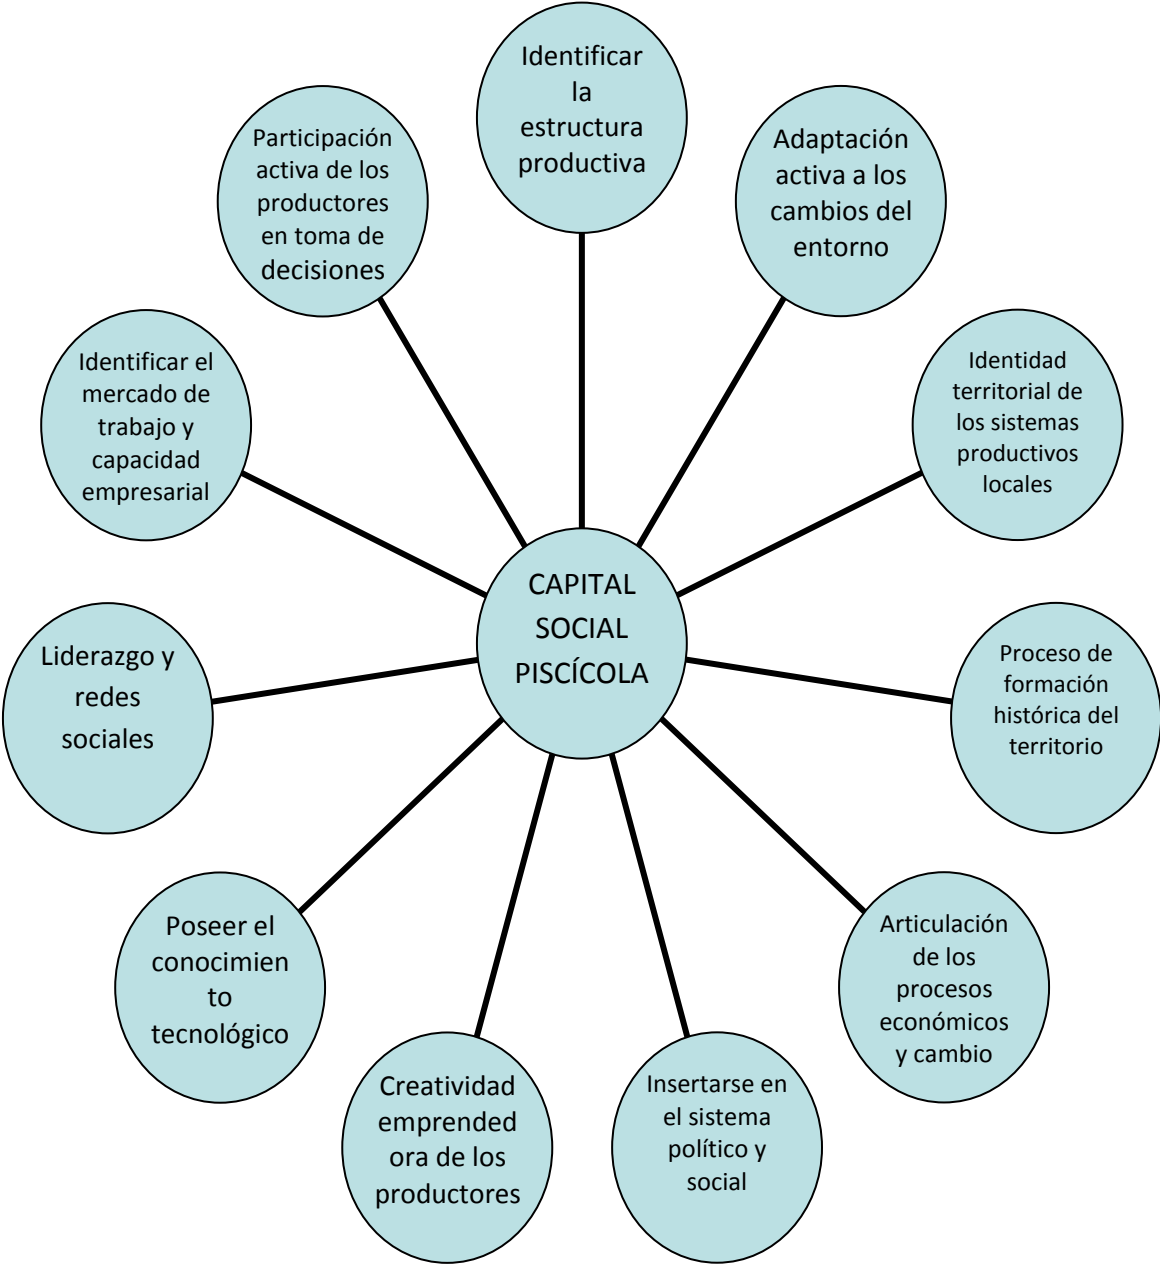 Identificar
la
estructura
productiva
Adaptación
activa a los
cambios del
entorno
Identidad
territorial de
los sistemas
productivos
locales
Proceso de
formación
histórica del
territorio
Articulación
de los
procesos
económicos
y cambio
Insertarse en
el sistema
político y
social
Creatividad
emprended
ora de los
productores
Poseer el
conocimien
to
tecnológico
Liderazgo y
redes
sociales
Identificar el
mercado de
trabajo y
capacidad
empresarial
Participación
activa de los
productores
en toma de
decisiones
CAPITAL
SOCIAL
PISCÍCOLA